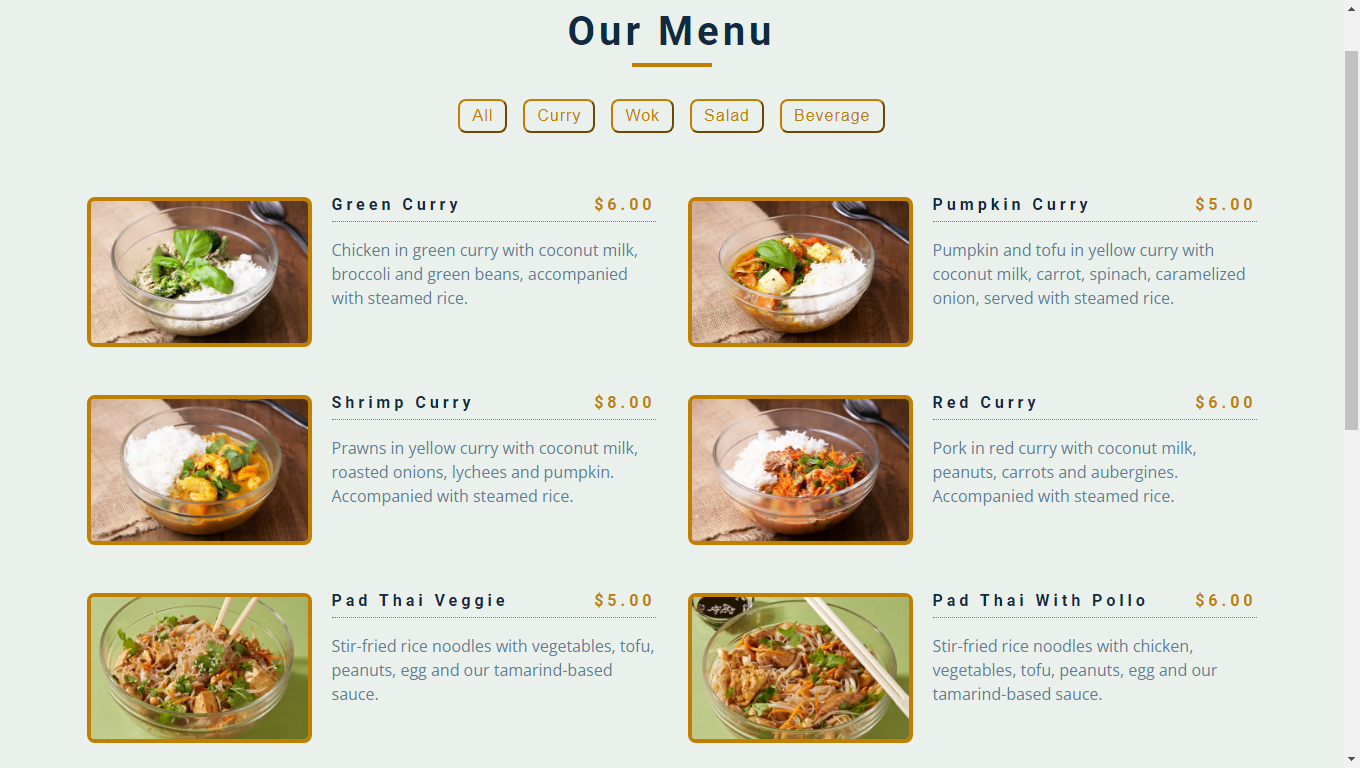 Our Menu
All Curry Wok Salad Beverage
Green Curry $6.00
Chicken in green curry with coconut milk,
broccoli and green beans, accompanied
with steamed rice.
Pumpkin Curry $5.00
Pumpkin and tofu in yellow curry with
coconut milk, carrot, spinach, caramelized
onion, served with steamed rice.
Shrimp Curry $8.00
Prawns in yellow curry with coconut milk,
roasted onions, lychees and pumpkin.
Accompanied with steamed rice.
Red Curry $6.00
Pork in red curry with coconut milk,
peanuts, carrots and aubergines.
Accompanied with steamed rice.
Pad Thai Veggie $5.00
Stir-fried rice noodles with vegetables, tofu,
peanuts, egg and our tamarind-based
sauce.
Pad Thai With Pollo $6.00
Stir-fried rice noodles with chicken,
vegetables, tofu, peanuts, egg and our
tamarind-based sauce.